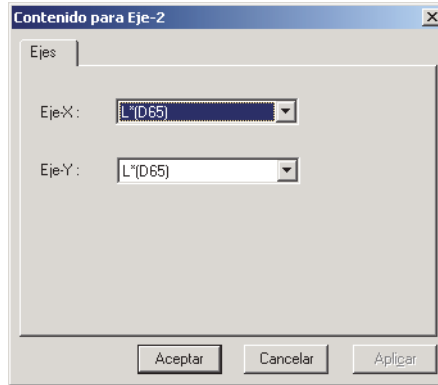 Contenido para Eje-2
Ejes
Eje-X : L*(D65)
Eje-Y : L*(D65)
Aceptar Cancelar Aplicar